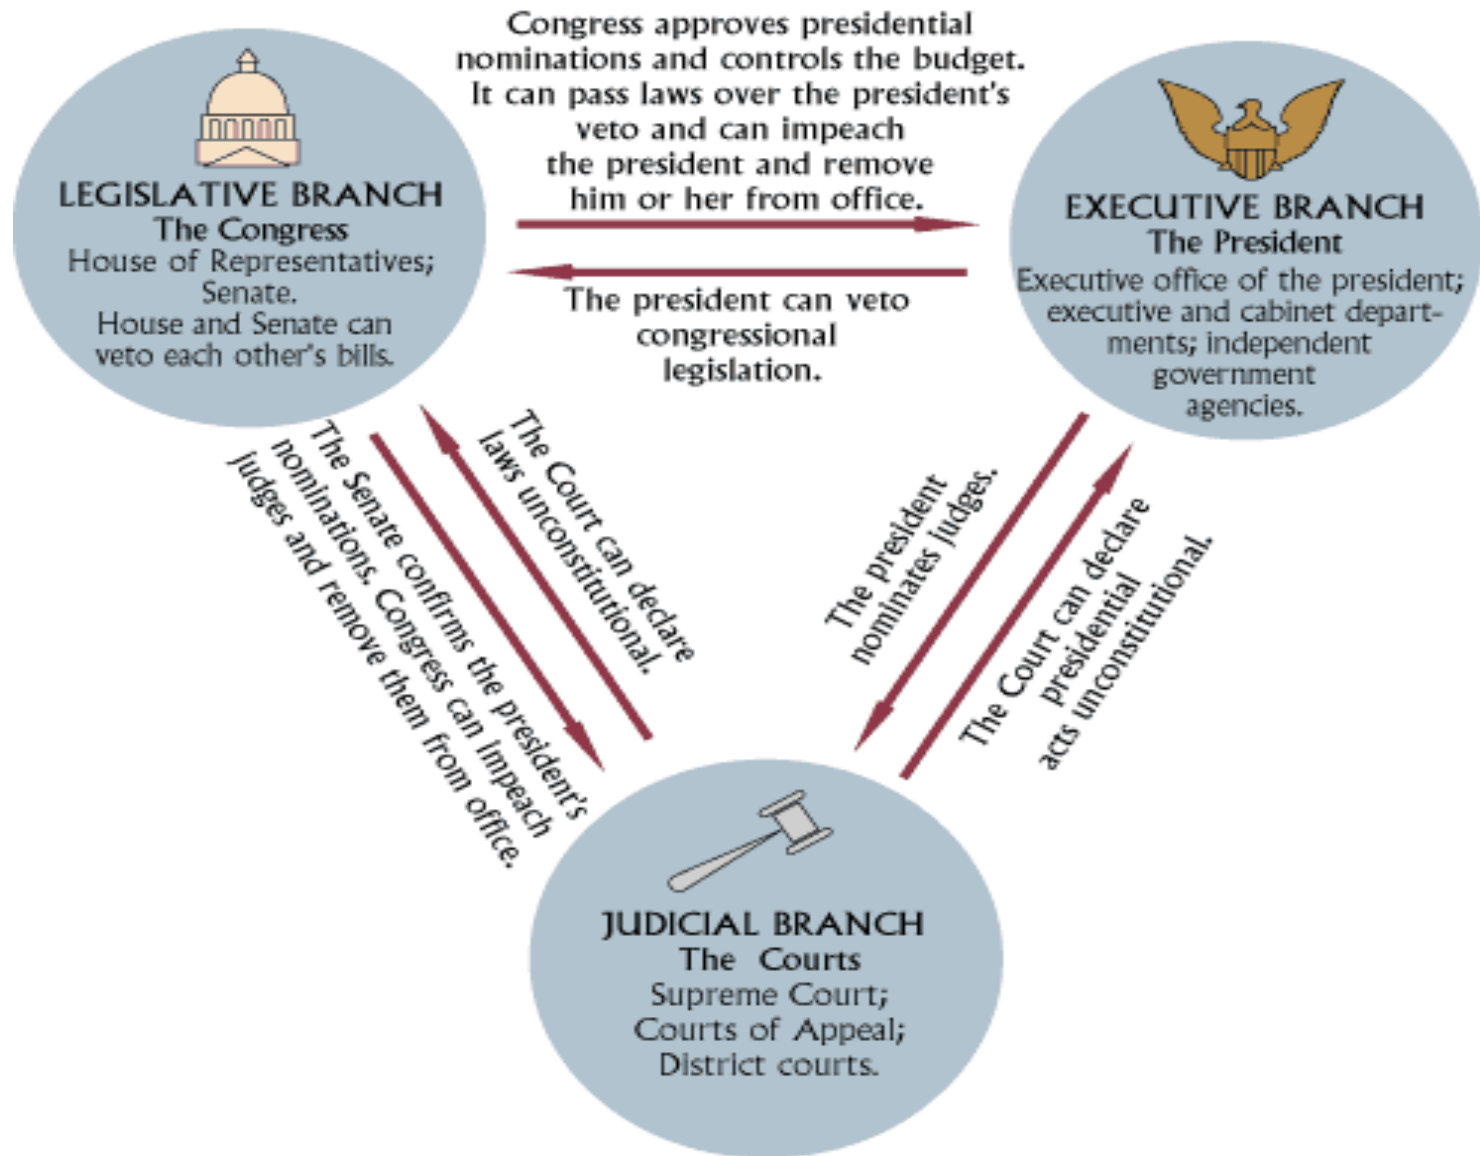 Congress approves presidential
nominations and controls the budget.
It can pass laws over the president's
veto and can impeach
the president and remove
him or her from office.
LEGISLATIVE BRANCH
The Congress
House of Representatives;
Senate.
House and Senate can
veto each other's bills.
EXECUTIVE BRANCH
The President
Executive office of the president;
executive and cabinet depart-
ments; independent
government
agencies.
The president can veto
congressional
legislation.
The Senate confirms the president's
nominations. Congress can impeach
judges and remove them from office.
The Court can declare
laws unconstitutional.
The president
nominates judges.
The Court can declare
presidential
acts unconstitutional.
JUDICIAL BRANCH
The Courts
Supreme Court;
Courts of Appeal;
District courts.